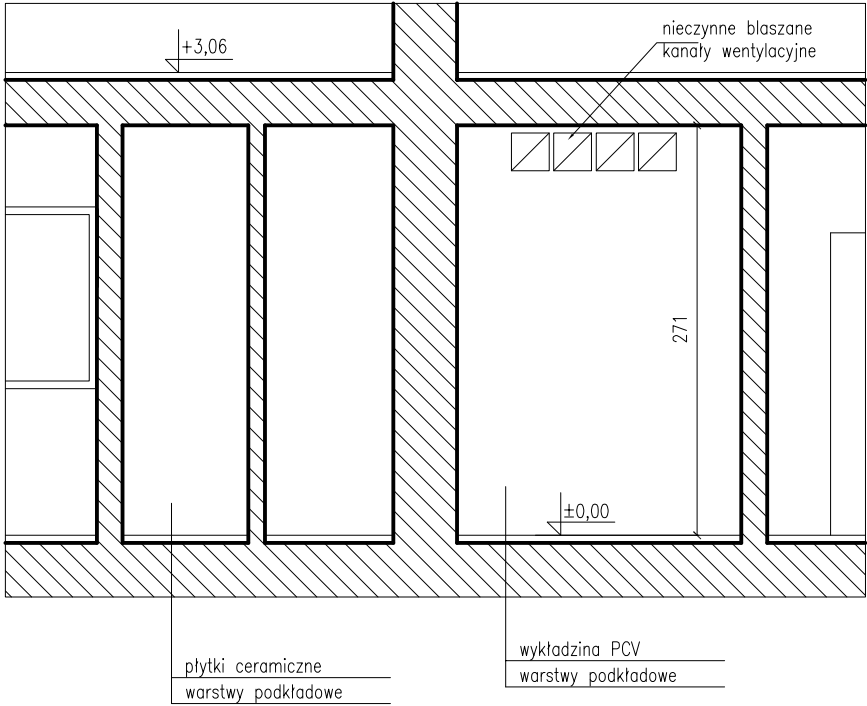 +3,06
nieczynne blaszane
kanały wentylacyjne
271
±0,00
płytki ceramiczne
warstwy podkładowe
wykładzina PCV
warstwy podkładowe